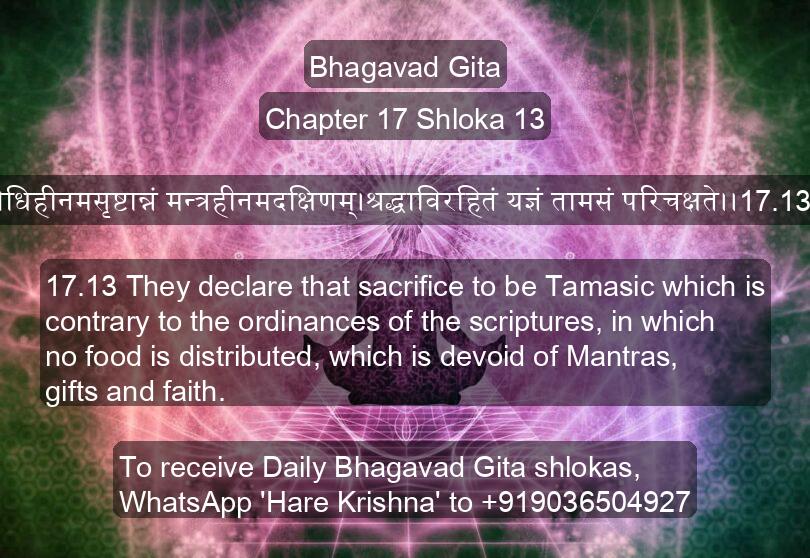 Bhagavad Gita
Chapter 17 Shloka 13
मन्त्रहीनमदक्षिणम्।श्रद्धाविरहितं यज्ञं तामसं परिचक्षते।।17.13
17.13 They declare that sacrifice to be Tamasic which is
contrary to the ordinances of the scriptures, in which
no food is distributed, which is devoid of Mantras,
gifts and faith.
To receive Daily Bhagavad Gita shlokas,
WhatsApp 'Hare Krishna' to +919036504927